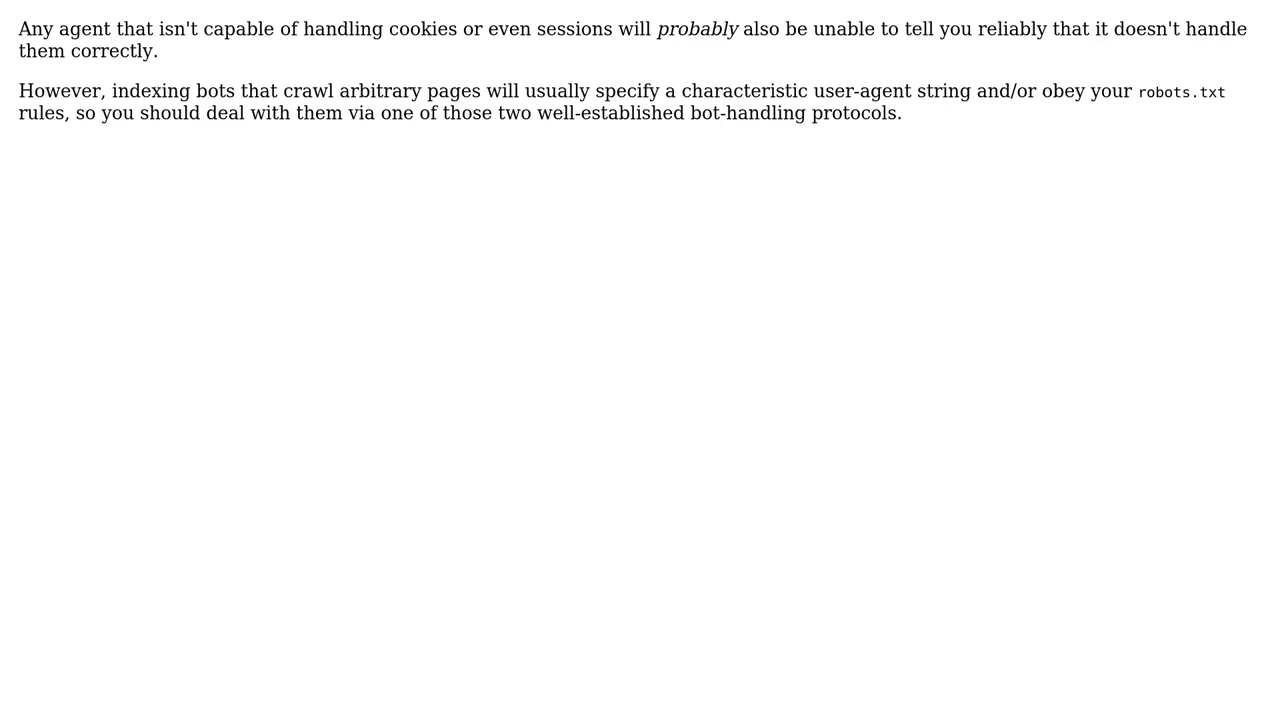 Any agent that isn't capable of handling cookies or even sessions will probably also be unable to tell you reliably that it doesn't handle
them correctly.
However, indexing bots that crawl arbitrary pages will usually specify a characteristic user-agent string and/or obey your robots.txt
rules, so you should deal with them via one of those two well-established bot-handling protocols.